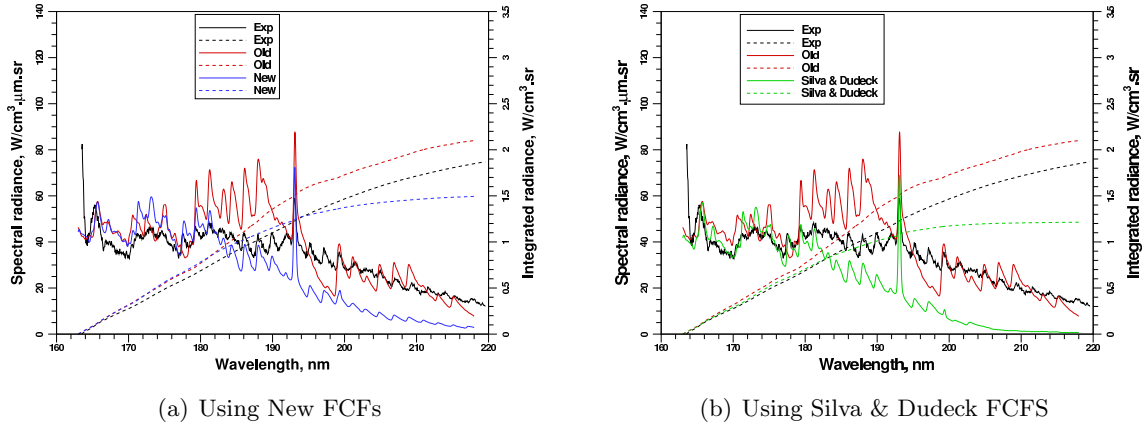 Spectral radiance, W/cm³.µm.sr
140
120
100
80
60
40
20
0
Exp
Exp
Old
Old
New
New
3.5
3
2.5
2
1.5
1
0.5
0
Integrated radiance, W/cm³.sr
160 170 180 190 200 210 220
Wavelength, nm
(a) Using New FCFs
Spectral radiance, W/cm³.µm.sr
140
120
100
80
60
40
20
0
Exp
Exp
Old
Old
Silva & Dudeck
Silva & Dudeck
3.5
3
2.5
2
1.5
1
0.5
0
Integrated radiance, W/cm³.sr
160 170 180 190 200 210 220
Wavelength, nm
(b) Using Silva & Dudeck FCFS